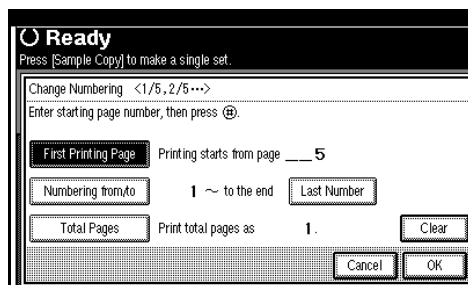 Ready
Press [Sample Copy] to make a single set.
Change Numbering <1/5,2/5···>
Enter starting page number, then press ⌗.
First Printing Page Printing starts from page __5
Numbering from/to 1 ~ to the end Last Number
Total Pages Print total pages as 1. Clear
Cancel OK